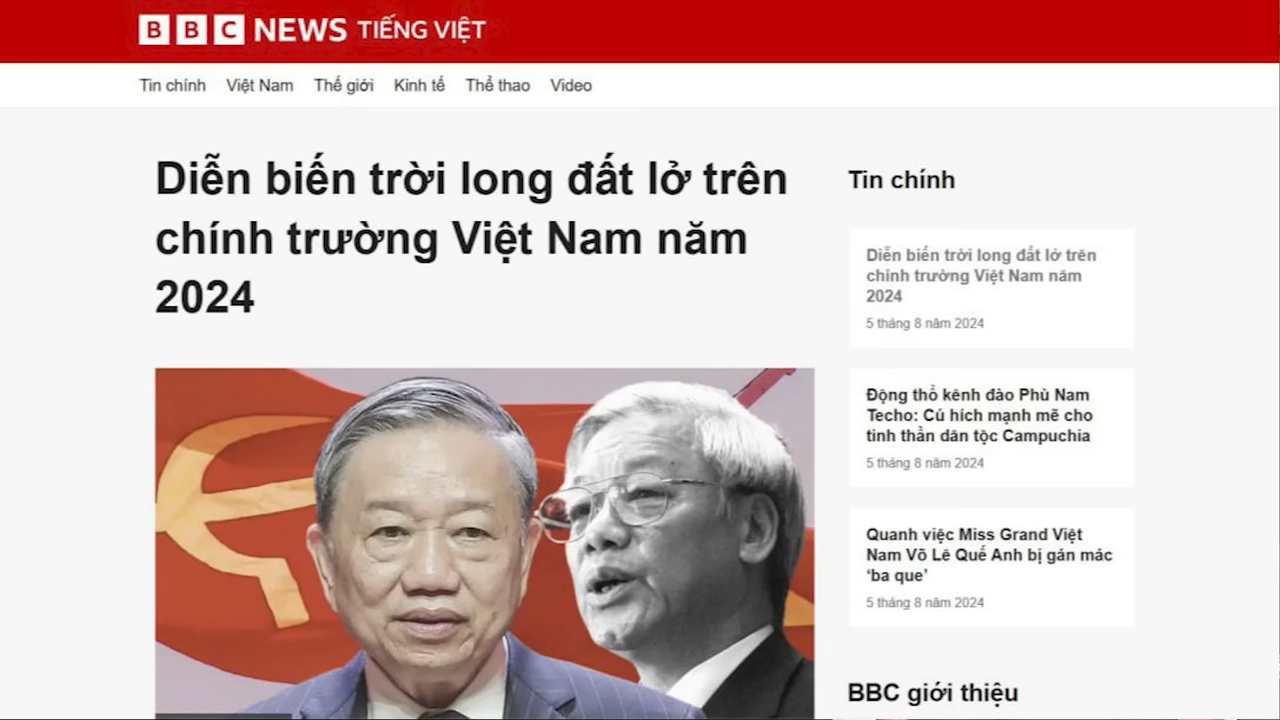 BBC NEWS TIẾNG VIỆT
Tin chính Việt Nam Thế giới Kinh tế Thể thao Video
Diễn biến trời long đất lở trên
chính trường Việt Nam năm
2024
Tin chính
Diễn biến trời long đất lở trên
chính trường Việt Nam năm
2024
5 tháng 8 năm 2024
Động thổ kênh đào Phù Nam
Techo: Cú hích mạnh mẽ cho
tinh thần dân tộc Campuchia
5 tháng 8 năm 2024
Quanh việc Miss Grand Việt
Nam Võ Lê Quế Anh bị gán mác
‘ba que’
5 tháng 8 năm 2024
BBC giới thiệu